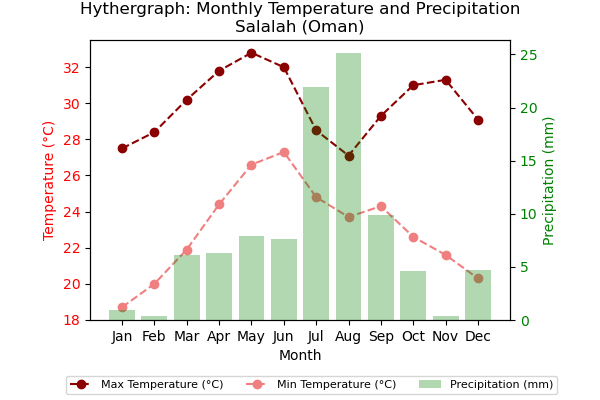 Hythergraph: Monthly Temperature and Precipitation
Salalah (Oman)
Temperature (°C)
32
30
28
26
24
22
20
18
Precipitation (mm)
25
20
15
10
5
0
Jan Feb Mar Apr May Jun Jul Aug Sep Oct Nov Dec
Month
Max Temperature (°C) Min Temperature (°C) Precipitation (mm)